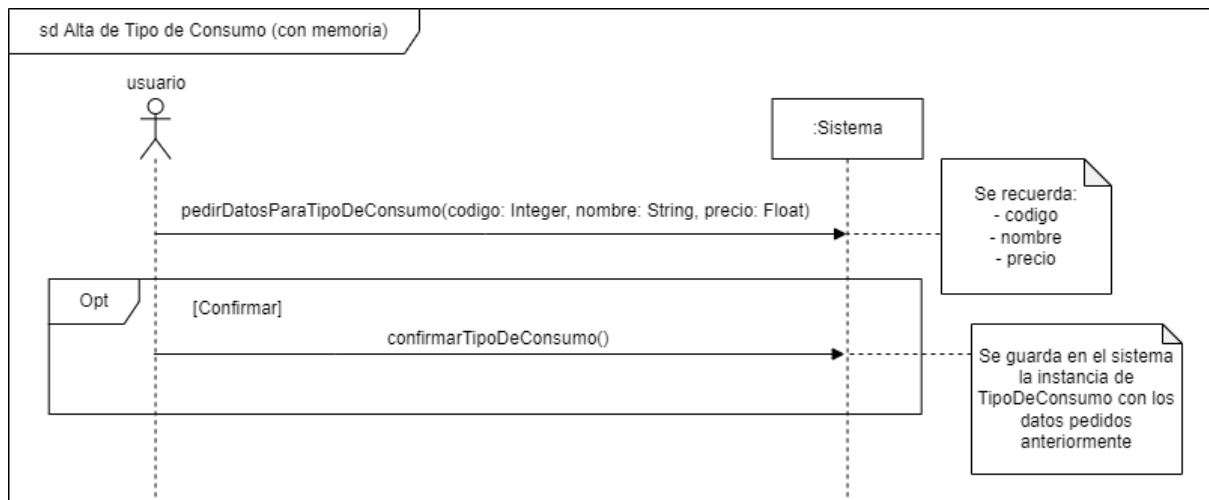 sd Alta de Tipo de Consumo (con memoria)
usuario
:Sistema
pedirDatosParaTipoDeConsumo(codigo: Integer, nombre: String, precio: Float)
Se recuerda:
- codigo
- nombre
- precio
Opt
[Confirmar]
confirmarTipoDeConsumo()
Se guarda en el sistema
la instancia de
TipoDeConsumo con los
datos pedidos
anteriormente